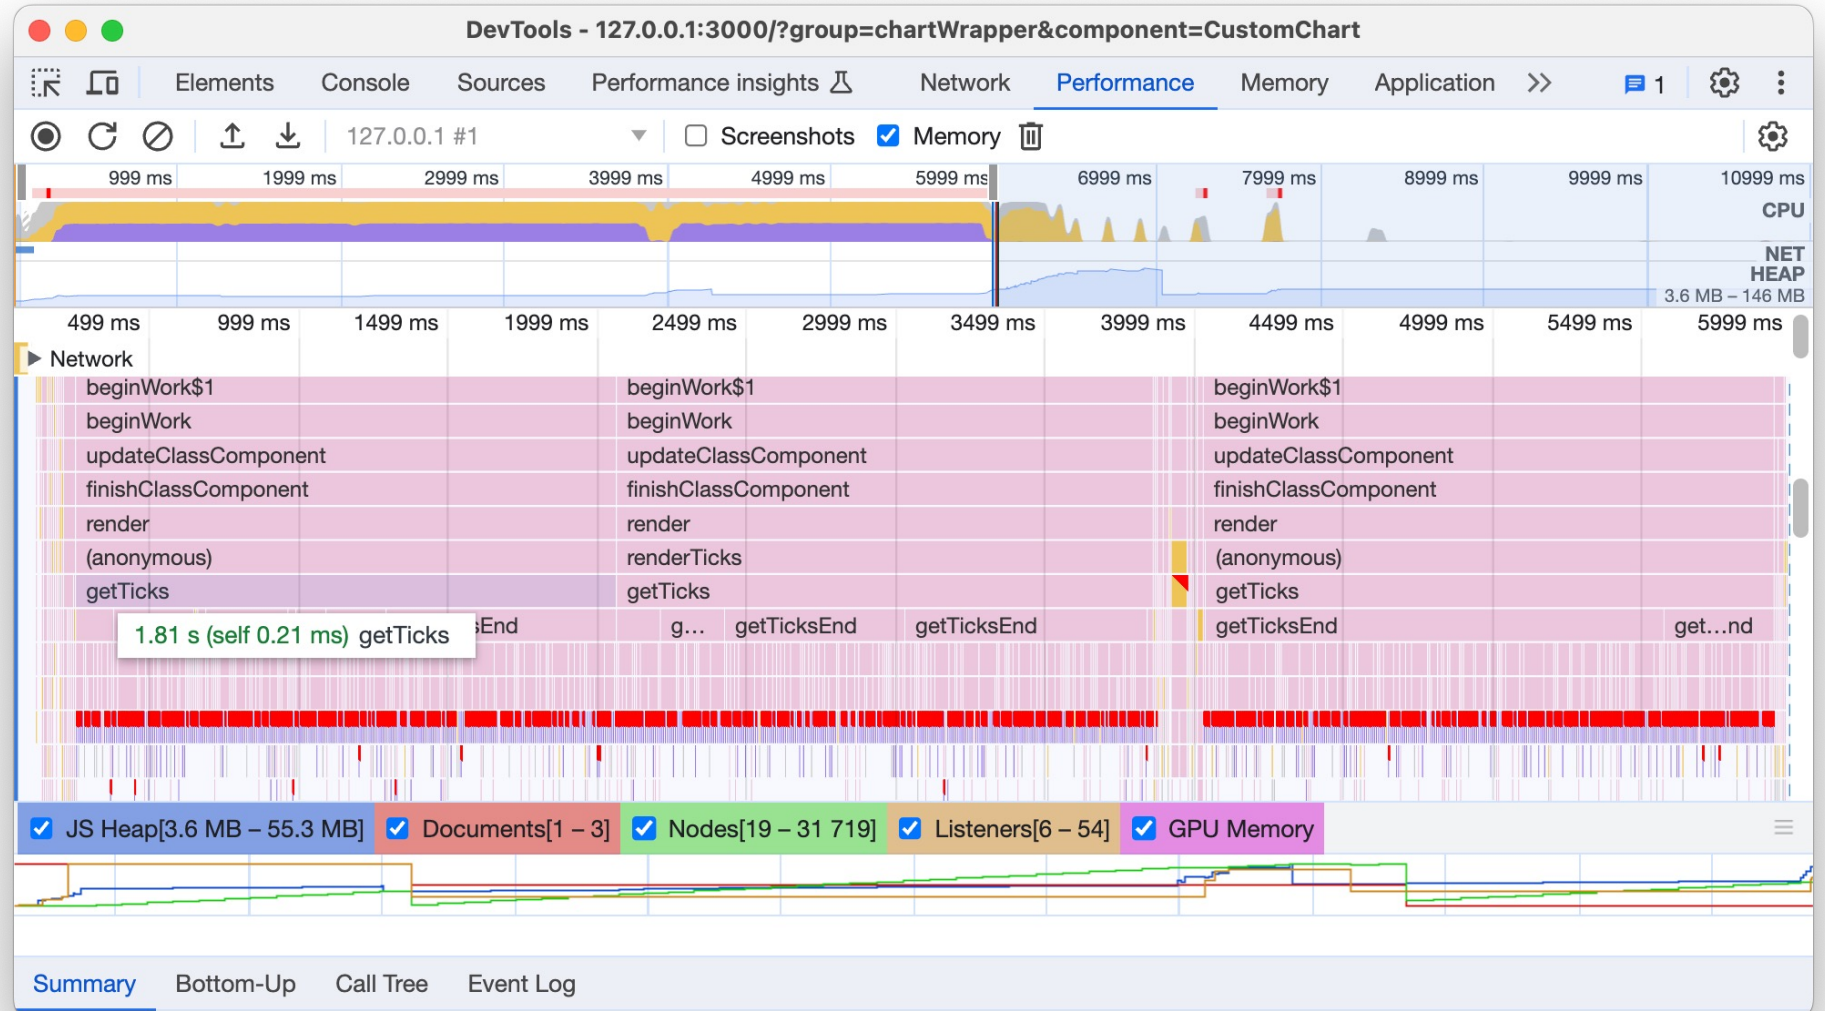 DevTools - 127.0.0.1:3000/?group=chartWrapper&component=CustomChart
Elements Console Sources Performance insights Network Performance Memory Application 1
127.0.0.1 #1 Screenshots Memory
999 ms 1999 ms 2999 ms 3999 ms 4999 ms 5999 ms 6999 ms 7999 ms 8999 ms 9999 ms 10999 ms
CPU
NET
HEAP
3.6 MB – 146 MB
499 ms 999 ms 1499 ms 1999 ms 2499 ms 2999 ms 3499 ms 3999 ms 4499 ms 4999 ms 5499 ms 5999 ms
Network
beginWork$1 beginWork$1 beginWork$1
beginWork beginWork beginWork
updateClassComponent updateClassComponent updateClassComponent
finishClassComponent finishClassComponent finishClassComponent
render render render
(anonymous) renderTicks (anonymous)
getTicks getTicks getTicks
sEnd g... getTicksEnd getTicksEnd getTicksEnd get...nd
1.81 s (self 0.21 ms) getTicks
JS Heap[3.6 MB – 55.3 MB] Documents[1 – 3] Nodes[19 – 31 719] Listeners[6 – 54] GPU Memory
Summary Bottom-Up Call Tree Event Log